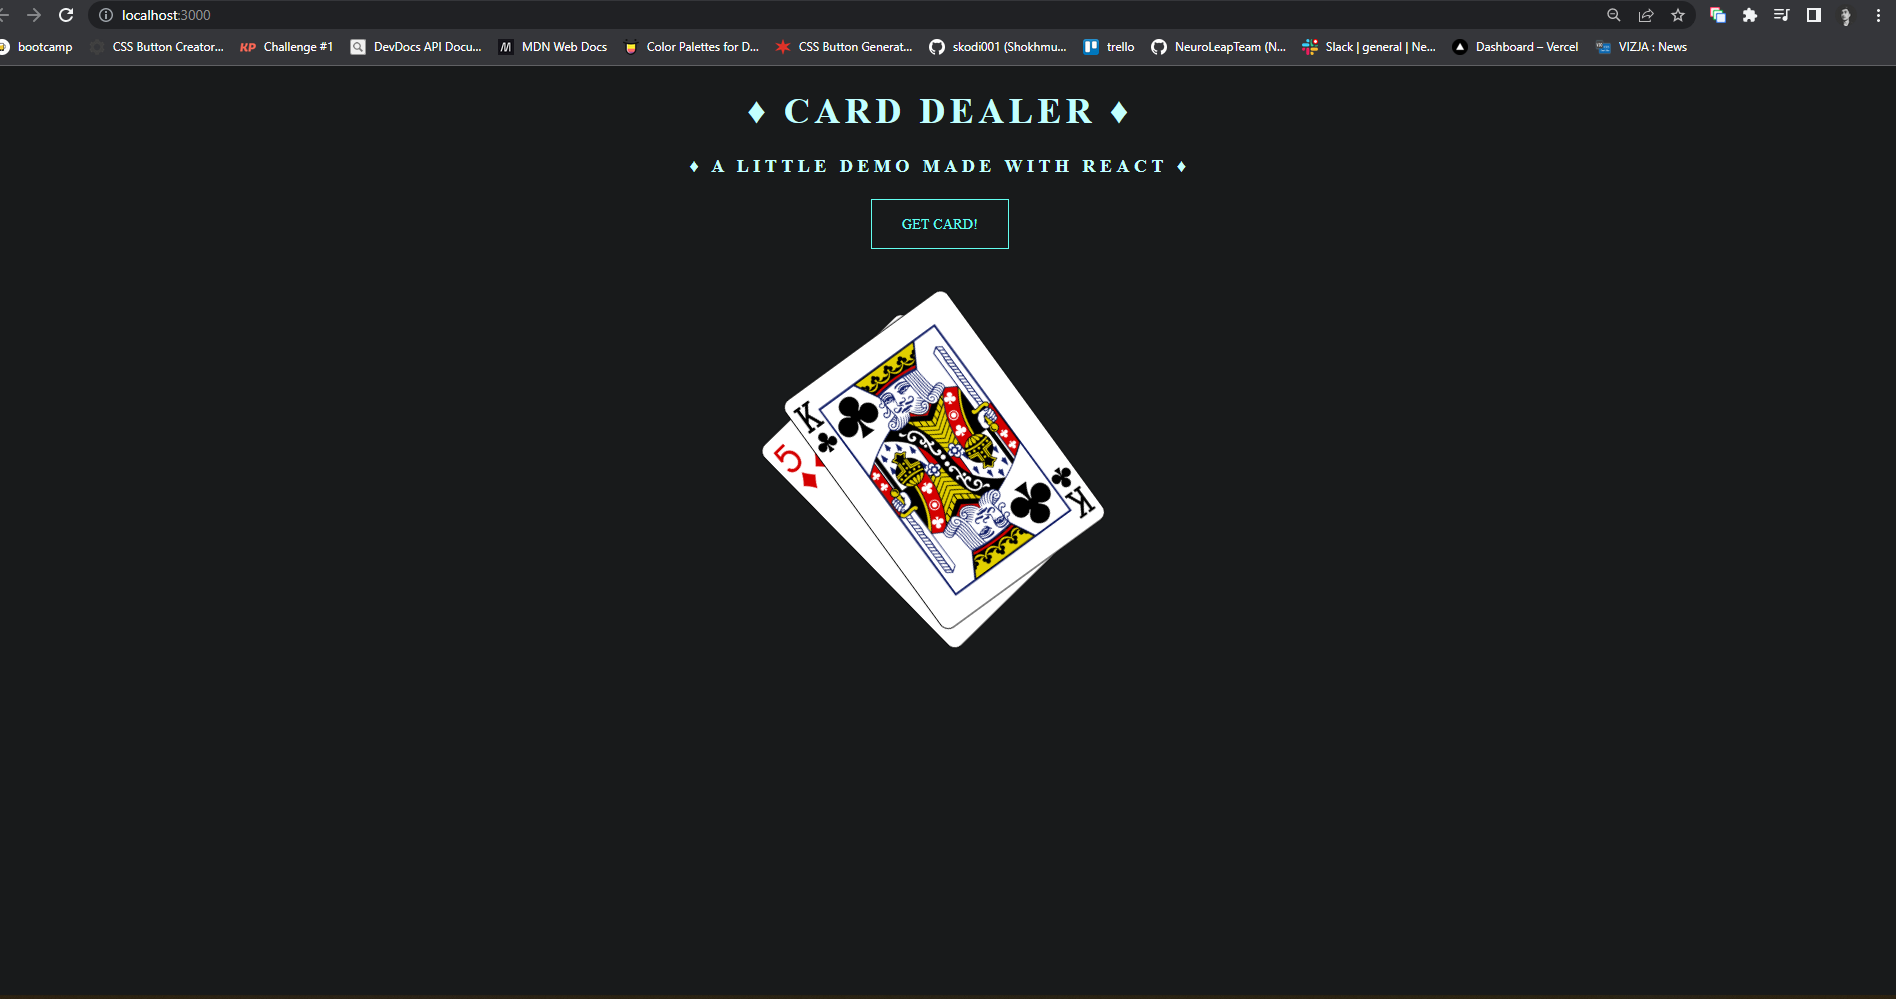 localhost:3000
bootcamp CSS Button Creator... KP Challenge #1 DevDocs API Docu... M MDN Web Docs Color Palettes for D... CSS Button Generat... skodi001 (Shokhmu... trello NeuroLeapTeam (N... Slack | general | Ne... Dashboard – Vercel VIZJA : News
♦ CARD DEALER ♦
♦ A LITTLE DEMO MADE WITH REACT ♦
GET CARD!
K
5
K